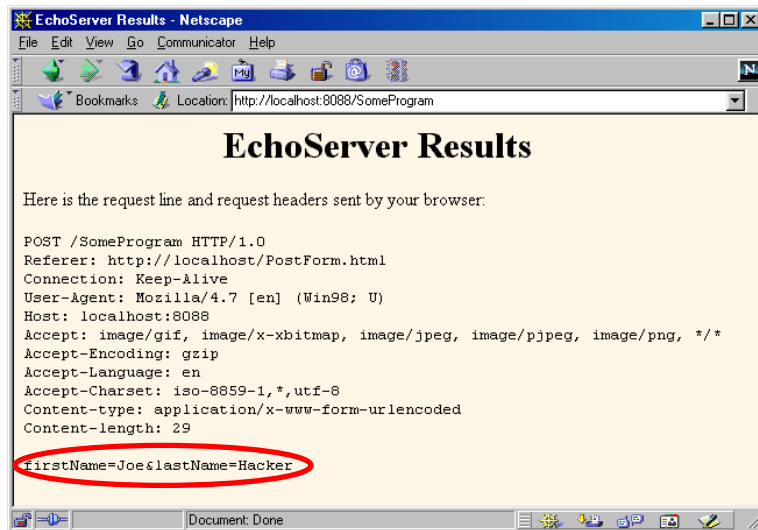 EchoServer Results - Netscape
File Edit View Go Communicator Help
My
N
Bookmarks Location: http://localhost:8088/SomeProgram
EchoServer Results
Here is the request line and request headers sent by your browser:
POST /SomeProgram HTTP/1.0
Referer: http://localhost/PostForm.html
Connection: Keep-Alive
User-Agent: Mozilla/4.7 [en] (Win98; U)
Host: localhost:8088
Accept: image/gif, image/x-xbitmap, image/jpeg, image/pjpeg, image/png, */*
Accept-Encoding: gzip
Accept-Language: en
Accept-Charset: iso-8859-1,*,utf-8
Content-type: application/x-www-form-urlencoded
Content-length: 29
firstName=Joe&lastName=Hacker
Document: Done